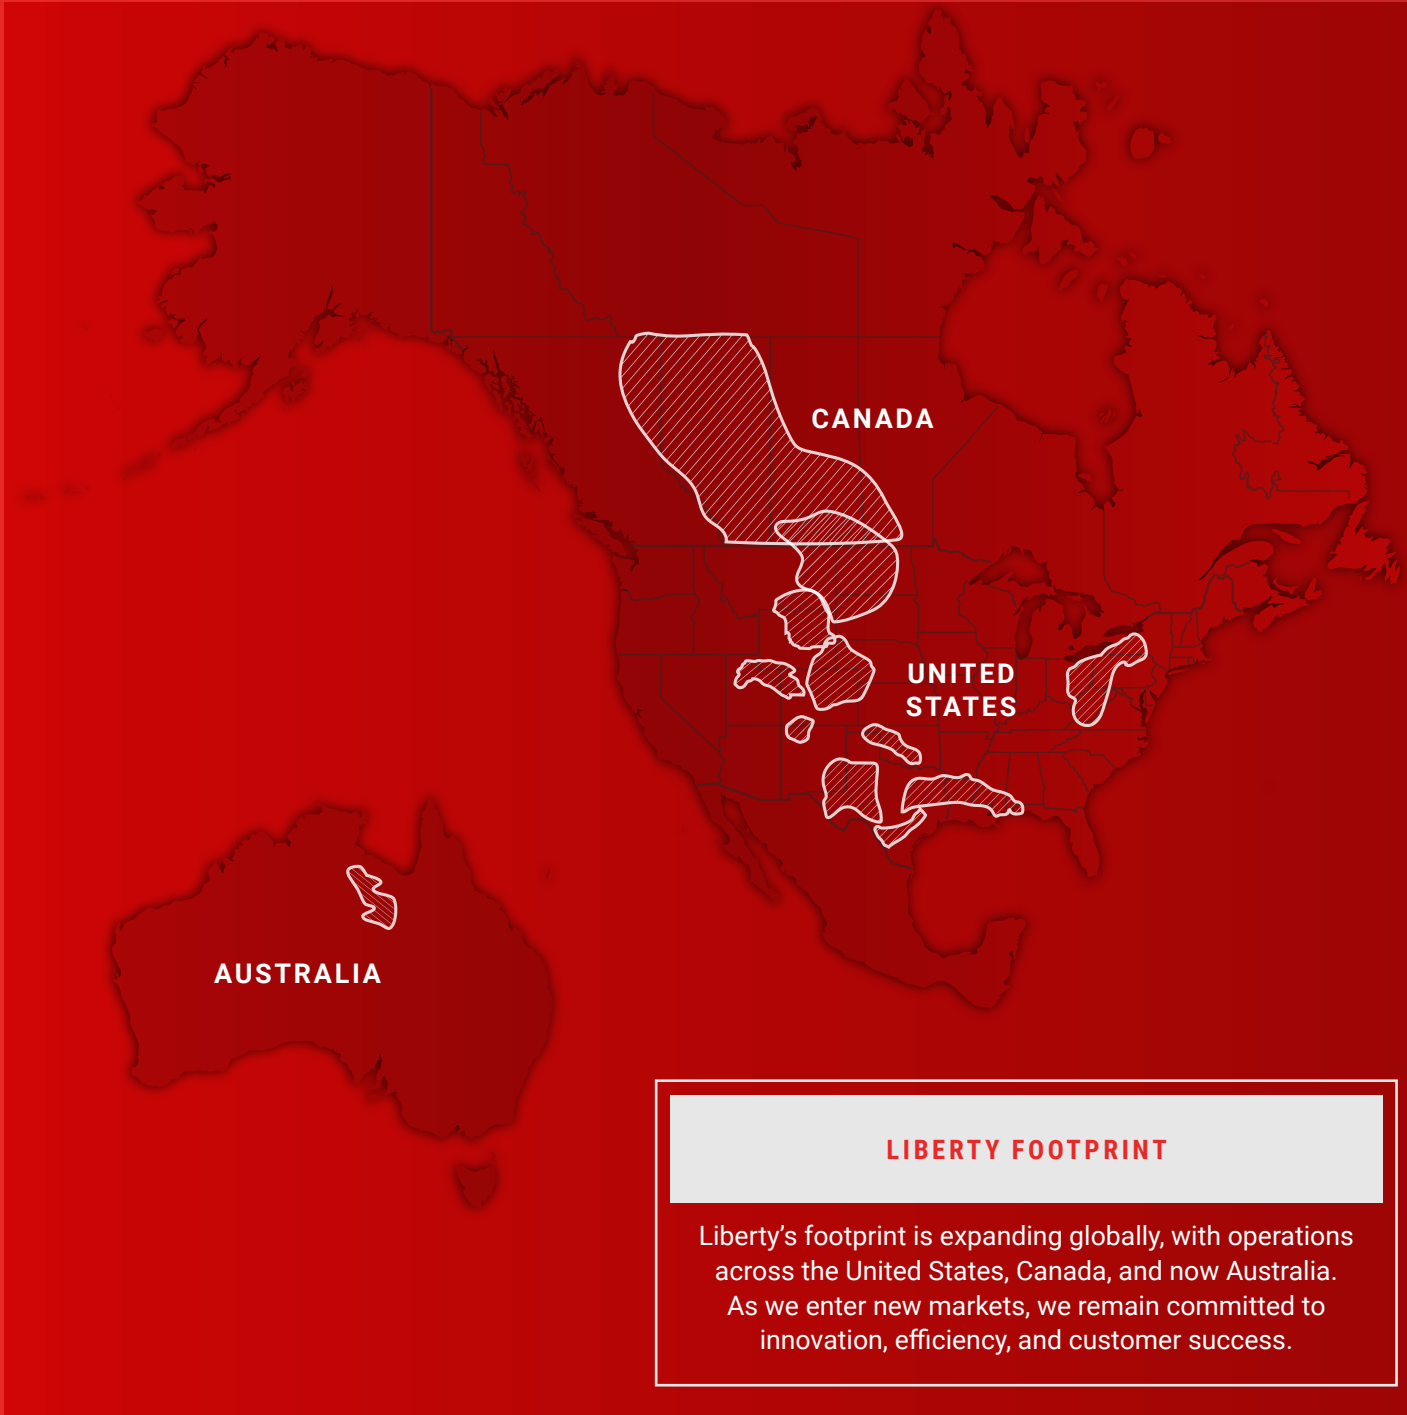 CANADA
UNITED
STATES
AUSTRALIA
LIBERTY FOOTPRINT
Liberty’s footprint is expanding globally, with operations
across the United States, Canada, and now Australia.
As we enter new markets, we remain committed to
innovation, efficiency, and customer success.